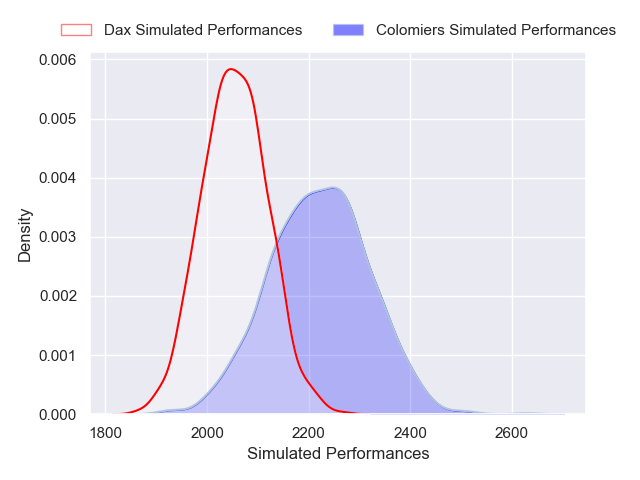 Dax Simulated Performances
Colomiers Simulated Performances
0.006
0.005
0.004
0.003
0.002
0.001
0.000
Density
1800 2000 2200 2400 2600
Simulated Performances